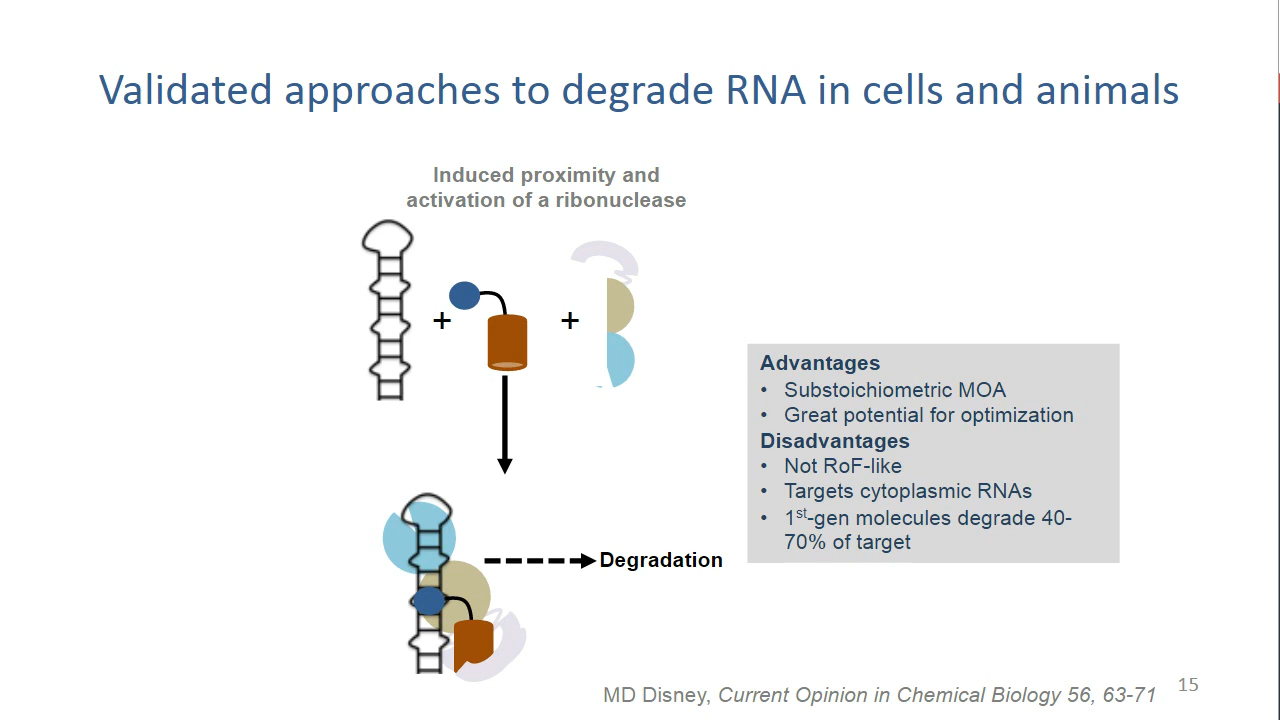 Validated approaches to degrade RNA in cells and animals
Induced proximity and
activation of a ribonuclease
+
+
Advantages
• Substoichiometric MOA
• Great potential for optimization
Disadvantages
• Not RoF-like
• Targets cytoplasmic RNAs
• 1st-gen molecules degrade 40-
70% of target
Degradation
MD Disney, Current Opinion in Chemical Biology 56, 63-71
15